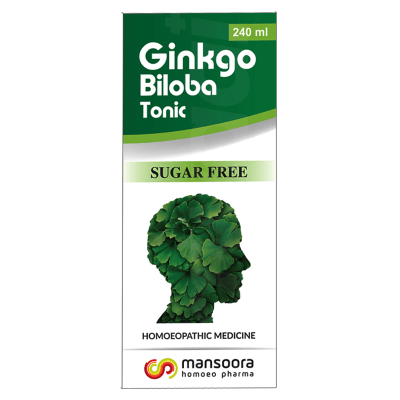 240 ml
Ginkgo
Biloba
Tonic
SUGAR FREE
HOMOEOPATHIC MEDICINE
mansoora
homoeo pharma